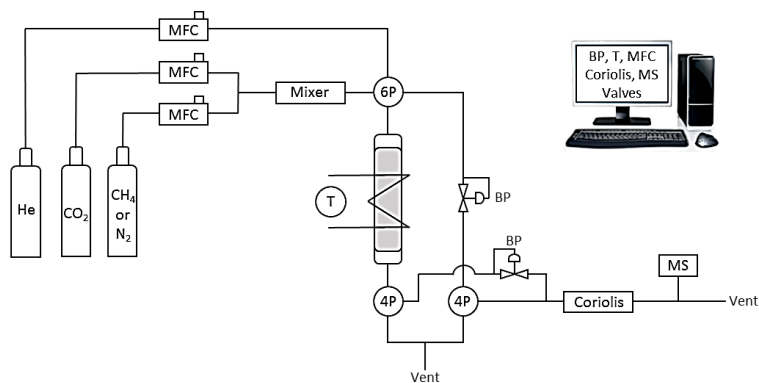 MFC
MFC
MFC
Mixer
6P
He
CO₂
CH₄
or
N₂
T
BP
BP
4P
4P
Coriolis
MS
Vent
Vent
BP, T, MFC
Coriolis, MS
Valves